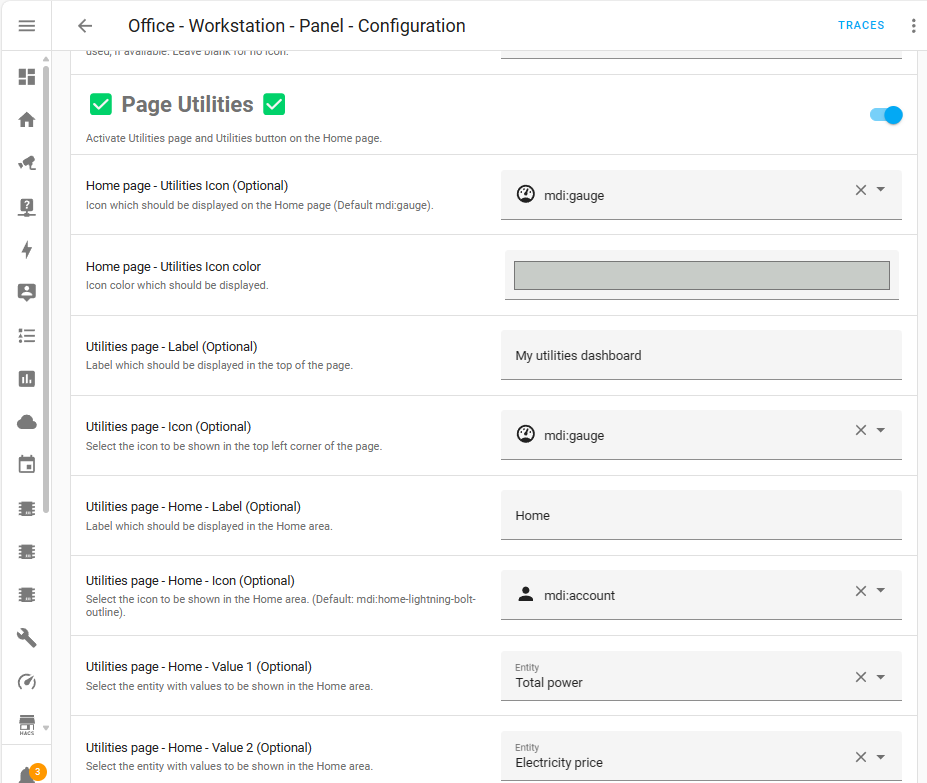 Office - Workstation - Panel - Configuration
TRACES
used, if available. Leave blank for no icon.
Page Utilities
Activate Utilities page and Utilities button on the Home page.
Home page - Utilities Icon (Optional)
Icon which should be displayed on the Home page (Default mdi:gauge).
mdi:gauge
Home page - Utilities Icon color
Icon color which should be displayed.
Utilities page - Label (Optional)
Label which should be displayed in the top of the page.
My utilities dashboard
Utilities page - Icon (Optional)
Select the icon to be shown in the top left corner of the page.
mdi:gauge
Utilities page - Home - Label (Optional)
Label which should be displayed in the Home area.
Home
Utilities page - Home - Icon (Optional)
Select the icon to be shown in the Home area. (Default: mdi:home-lightning-bolt-
outline).
mdi:account
Utilities page - Home - Value 1 (Optional)
Select the entity with values to be shown in the Home area.
Entity
Total power
Utilities page - Home - Value 2 (Optional)
Select the entity with values to be shown in the Home area.
Entity
Electricity price
HACS
3